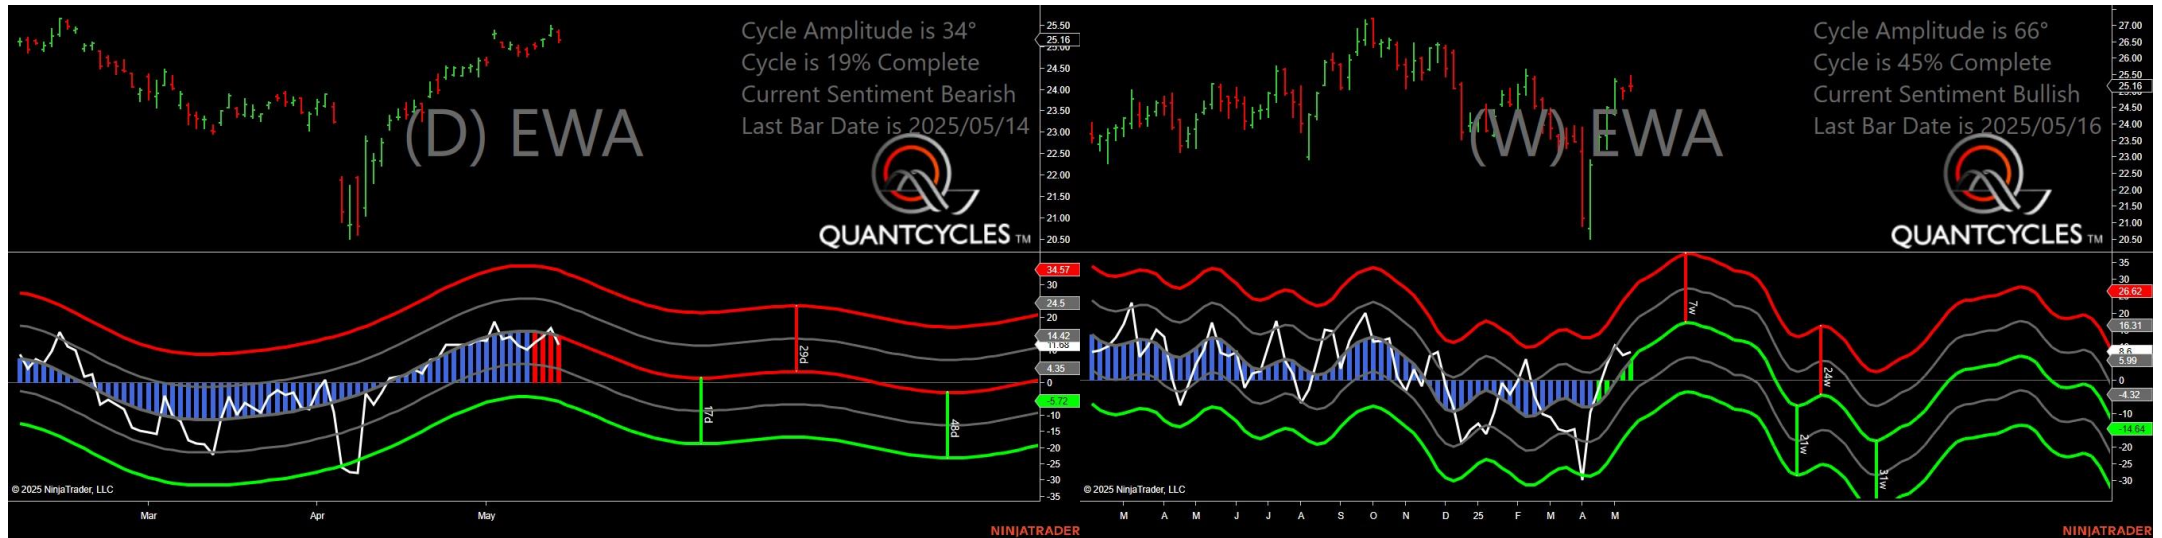 Cycle Amplitude is 34°
Cycle is 19% Complete
Current Sentiment Bearish
Last Bar Date is 2025/05/14
(D) EWA
QUANTCYCLES TM
25.50
25.16
25.00
24.50
24.00
23.50
23.00
22.50
22.00
21.50
21.00
20.50
34.57
30
24.5
20
14.42
11.68
10
4.35
0
-5.72
-10
-15
-20
-25
-30
-35
17d
29d
48d
© 2025 NinjaTrader, LLC
Mar
Apr
May
NINJATRADER
Cycle Amplitude is 66°
Cycle is 45% Complete
Current Sentiment Bullish
Last Bar Date is 2025/05/16
(W) EWA
QUANTCYCLES TM
27.00
26.50
26.00
25.50
25.16
25.00
24.50
24.00
23.50
23.00
22.50
22.00
21.50
21.00
20.50
35
30
26.62
20
16.31
8.6
5.99
0
-4.32
-10
-14.64
-20
-25
-30
7w
21w
24w
31w
© 2025 NinjaTrader, LLC
M
A
M
J
J
A
S
O
N
D
25
F
M
A
M
NINJATRADER